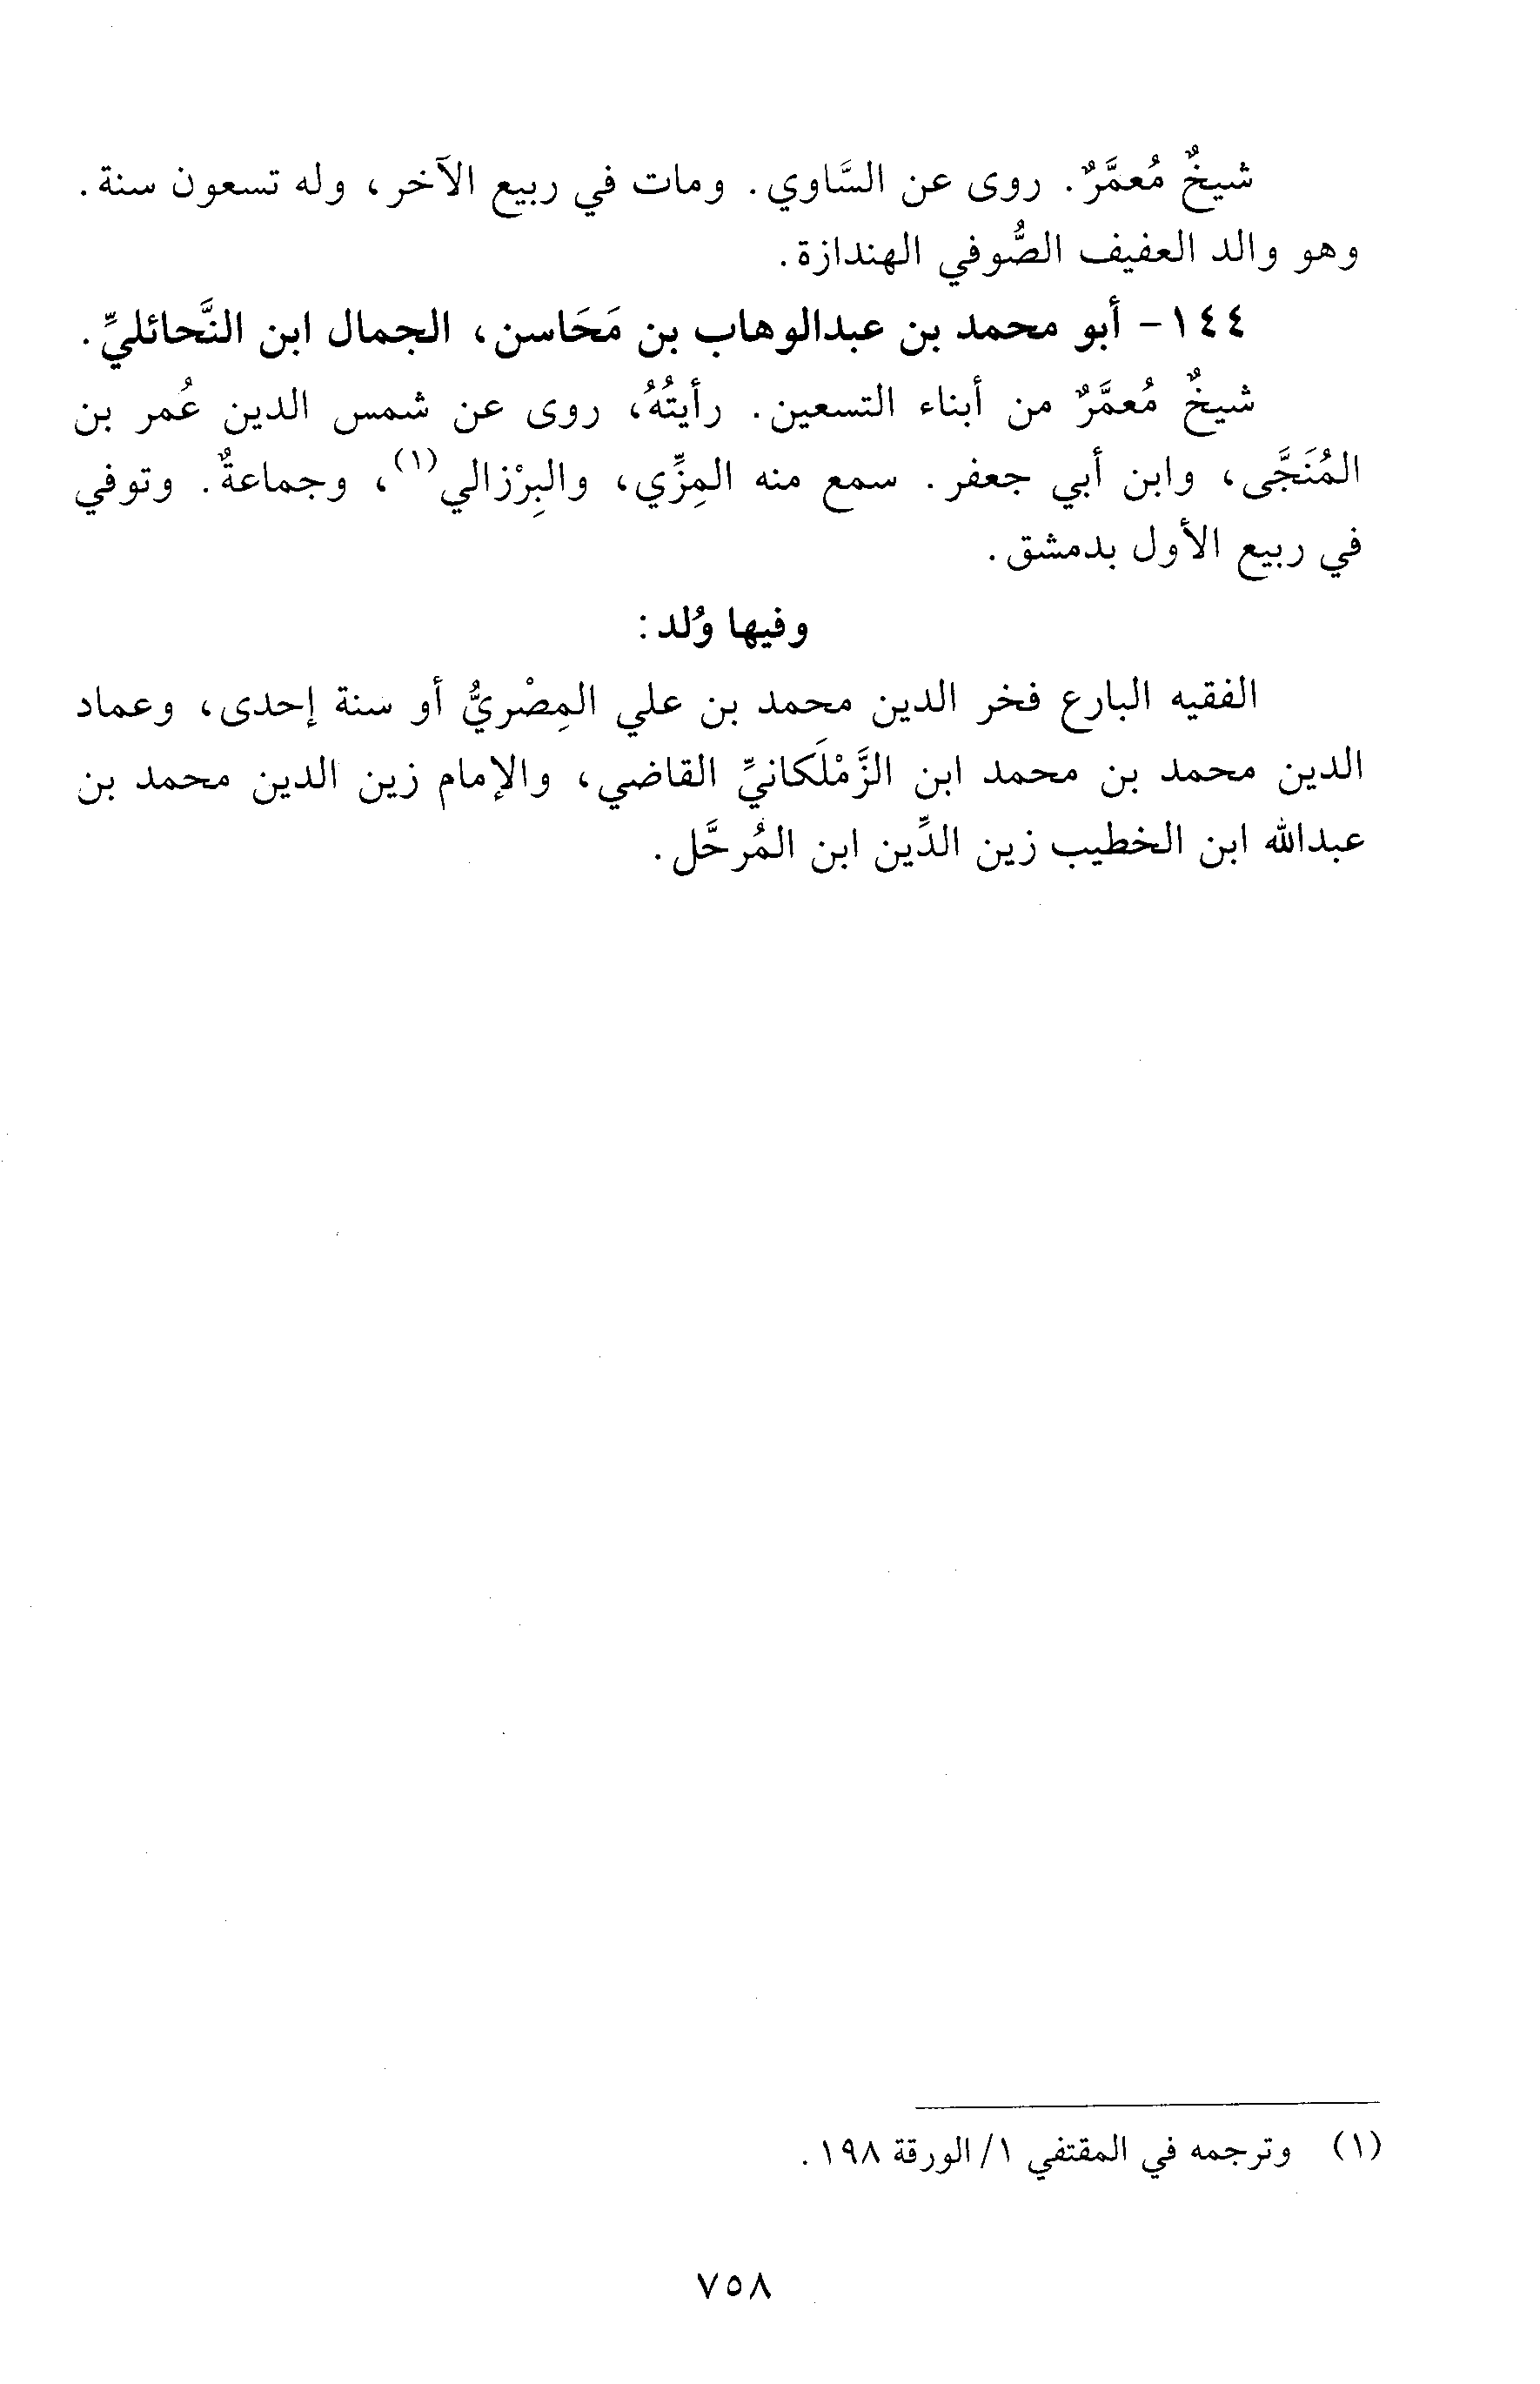 شيخٌ مُعمَّرٌ. روى عن السَّاوي. ومات في ربيع الآخر، وله تسعون سنة.
وهو والد العفيف الصُّوفي الهندازة.
١٤٤ - أبو محمد بن عبدالوهاب بن مَحَاسن، الجمال ابن النَّحائليِّ.
شيخٌ مُعمَّرٌ من أبناء التسعين. رأيتُهُ، روى عن شمس الدين عُمر بن
المُنَجَّى، وابن أبي جعفر. سمع منه المِزِّي، والبِرْزالي(١)، وجماعةٌ. وتوفي
في ربيع الأول بدمشق.
وفيها وُلد:
الفقيه البارع فخر الدين محمد بن علي المِصْريُّ أو سنة إحدى، وعماد
الدين محمد بن محمد ابن الزَّمْلَكانيِّ القاضي، والإمام زين الدين محمد بن
عبدالله ابن الخطيب زين الدِّين ابن المُرحَّل.
(١) وترجمه في المقتفي ١/ الورقة ١٩٨.
٧٥٨